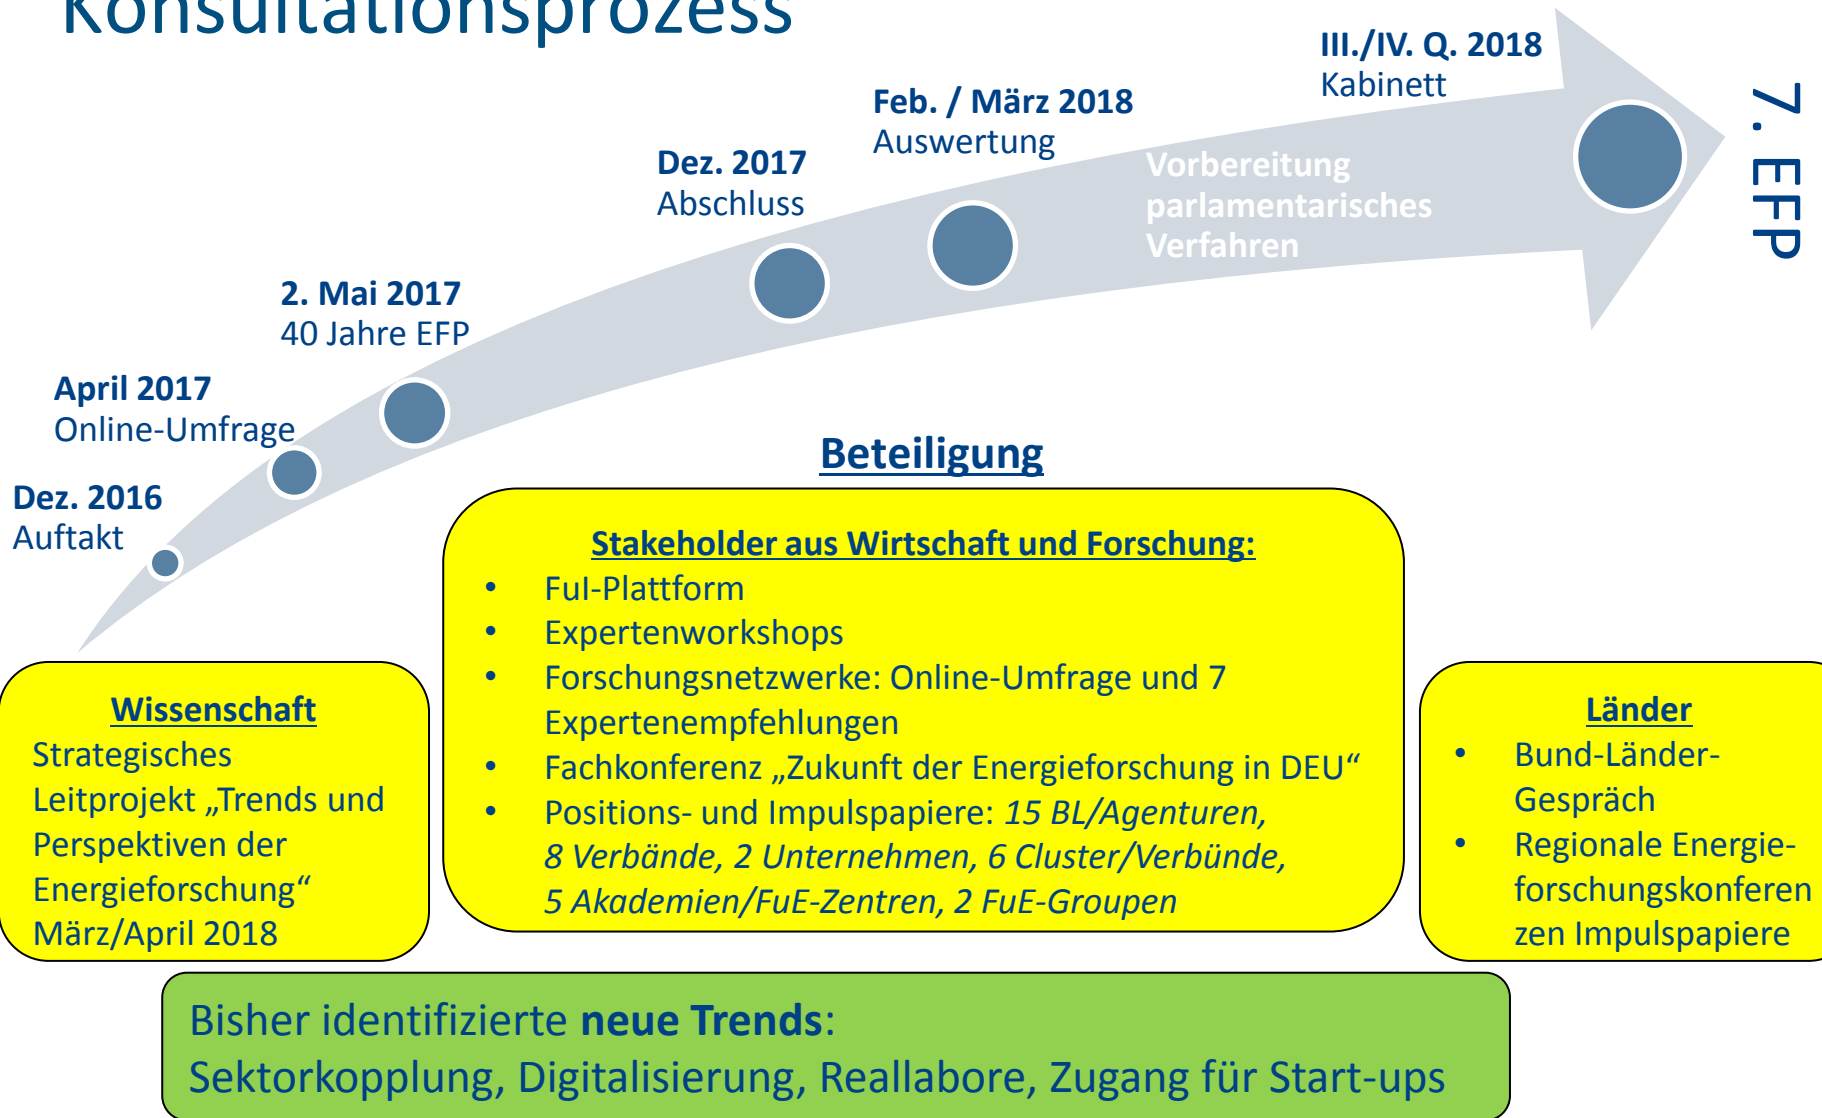 Konsultationsprozess
III./IV. Q. 2018
Kabinett
7. EFP
Feb. / März 2018
Auswertung
Vorbereitung
parlamentarisches
Verfahren
Dez. 2017
Abschluss
2. Mai 2017
40 Jahre EFP
April 2017
Online-Umfrage
Dez. 2016
Auftakt
Beteiligung
Wissenschaft
Strategisches
Leitprojekt „Trends und
Perspektiven der
Energieforschung“
März/April 2018
Stakeholder aus Wirtschaft und Forschung:
• FuI-Plattform
• Expertenworkshops
• Forschungsnetzwerke: Online-Umfrage und 7
Expertenempfehlungen
• Fachkonferenz „Zukunft der Energieforschung in DEU“
• Positions- und Impulspapiere: 15 BL/Agenturen,
8 Verbände, 2 Unternehmen, 6 Cluster/Verbünde,
5 Akademien/FuE-Zentren, 2 FuE-Groupen
Länder
• Bund-Länder-
Gespräch
• Regionale Energie-
forschungskonferen
zen Impulspapiere
Bisher identifizierte neue Trends:
Sektorkopplung, Digitalisierung, Reallabore, Zugang für Start-ups